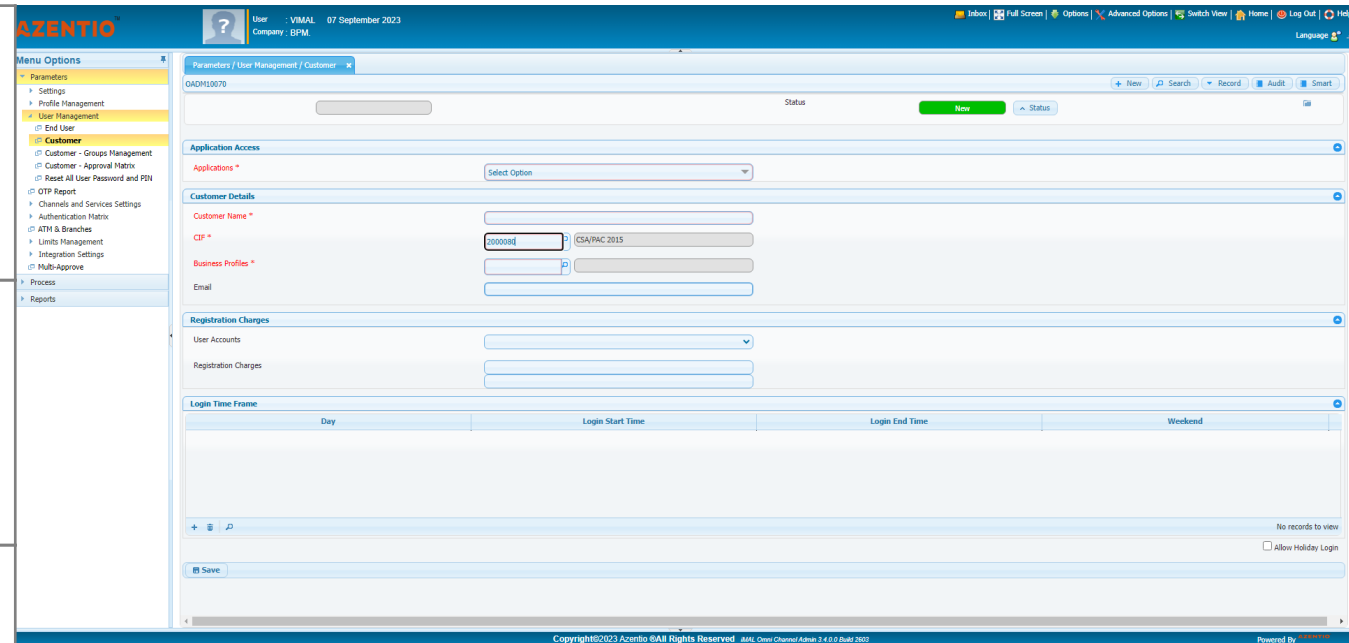 AZENTIO
User : VIMAL 07 September 2023
Company : BPM.
Inbox | Full Screen | Options | Advanced Options | Switch View | Home | Log Out | Hel
Language
Menu Options
Parameters
Settings
Profile Management
User Management
End User
Customer
Customer - Groups Management
Customer - Approval Matrix
Reset All User Password and PIN
OTP Report
Channels and Services Settings
Authentication Matrix
ATM & Branches
Limits Management
Integration Settings
Multi-Approve
Process
Reports
Parameters / User Management / Customer
OADM10070
New Search Record Audit Smart
Status New Status
Application Access
Applications * Select Option
Customer Details
Customer Name *
CIF * 2000080 CSA/PAC 2015
Business Profiles *
Email
Registration Charges
User Accounts
Registration Charges
Login Time Frame
Day Login Start Time Login End Time Weekend
No records to view
Allow Holiday Login
Save
Copyright©2023 Azentio ®All Rights Reserved iMAL Omni Channel Admin 3.4.0.0 Build 2603
Powered By AZENTIO